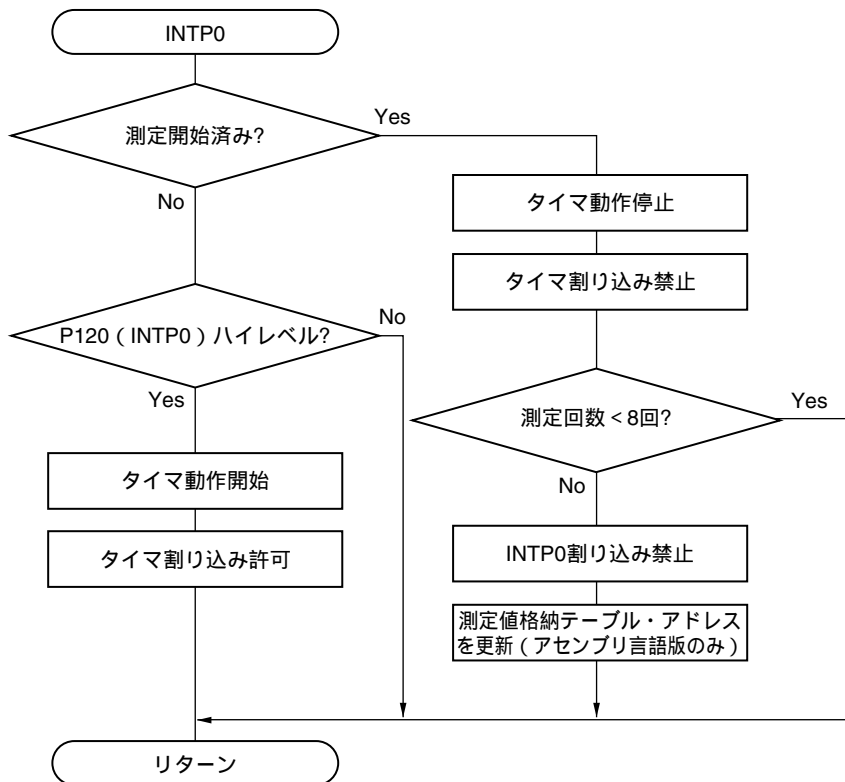 INTP0
測定開始済み?
Yes
No
タイマ動作停止
タイマ割り込み禁止
P120（INTP0）ハイレベル?
No
Yes
測定回数＜8回?
Yes
No
タイマ動作開始
タイマ割り込み許可
INTP0割り込み禁止
測定値格納テーブル・アドレス
を更新（アセンブリ言語版のみ）
リターン